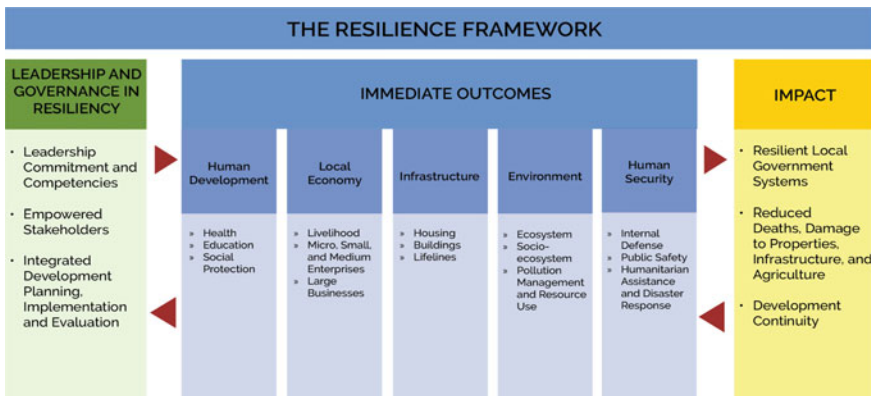 THE RESILIENCE FRAMEWORK
LEADERSHIP AND
GOVERNANCE IN
RESILIENCY
• Leadership
Commitment and
Competencies
• Empowered
Stakeholders
• Integrated
Development
Planning,
Implementation
and Evaluation
IMMEDIATE OUTCOMES
Human
Development
» Health
» Education
» Social
Protection
Local
Economy
» Livelihood
» Micro, Small,
and Medium
Enterprises
» Large
Businesses
Infrastructure
» Housing
» Buildings
» Lifelines
Environment
» Ecosystem
» Socio-
ecosystem
» Pollution
Management
and Resource
Use
Human
Security
» Internal
Defense
» Public Safety
» Humanitarian
Assistance
and Disaster
Response
IMPACT
• Resilient Local
Government
Systems
• Reduced
Deaths, Damage
to Properties,
Infrastructure, and
Agriculture
• Development
Continuity